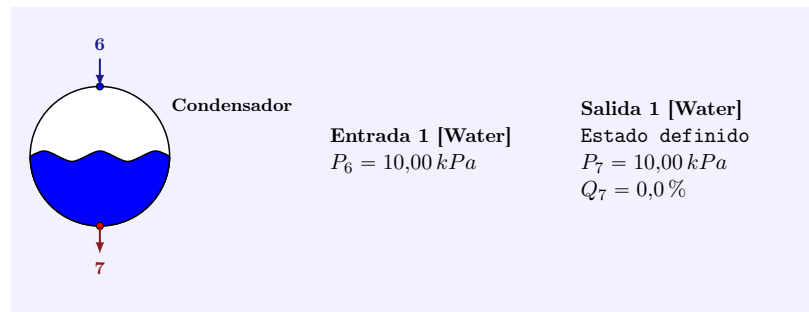 6
Condensador
Entrada 1 [Water]
P₆ = 10,00 kPa
Salida 1 [Water]
Estado definido
P₇ = 10,00 kPa
Q₇ = 0,0 %
7